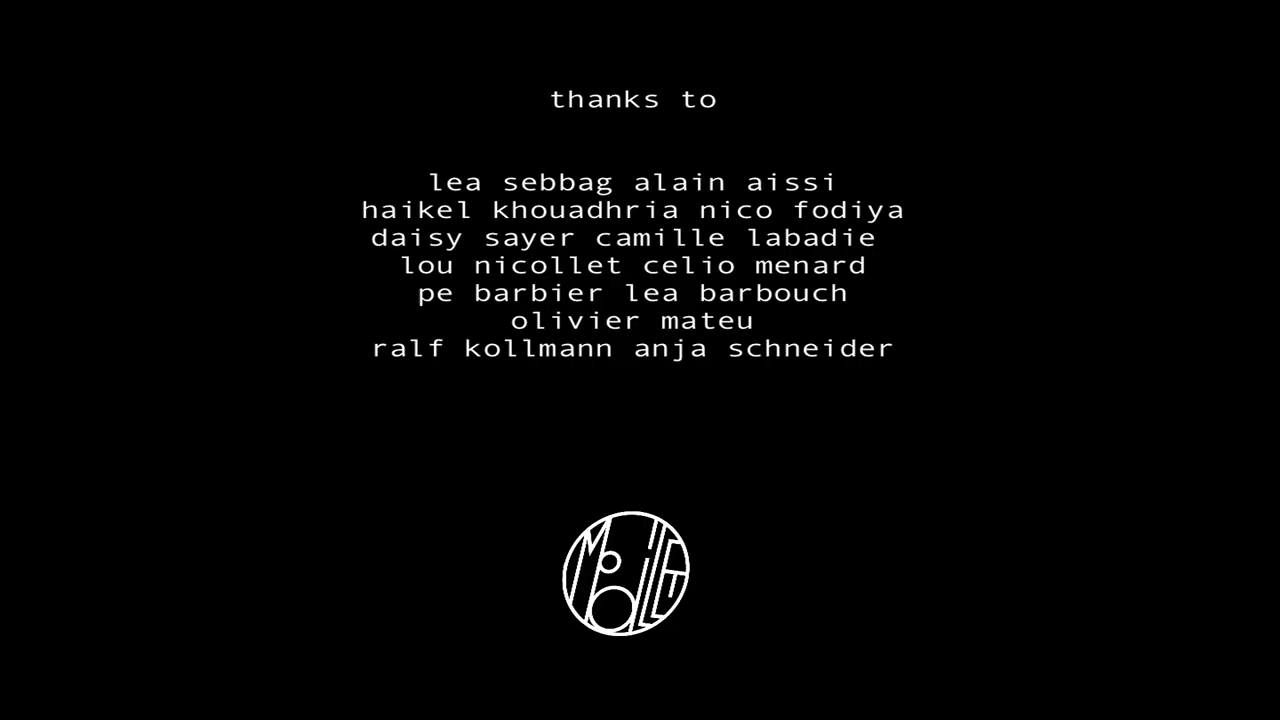 thanks to
lea sebbag alain aissi
haikel khouadhria nico fodiya
daisy sayer camille labadie
lou nicollet celio menard
pe barbier lea barbouch
olivier mateu
ralf kollmann anja schneider